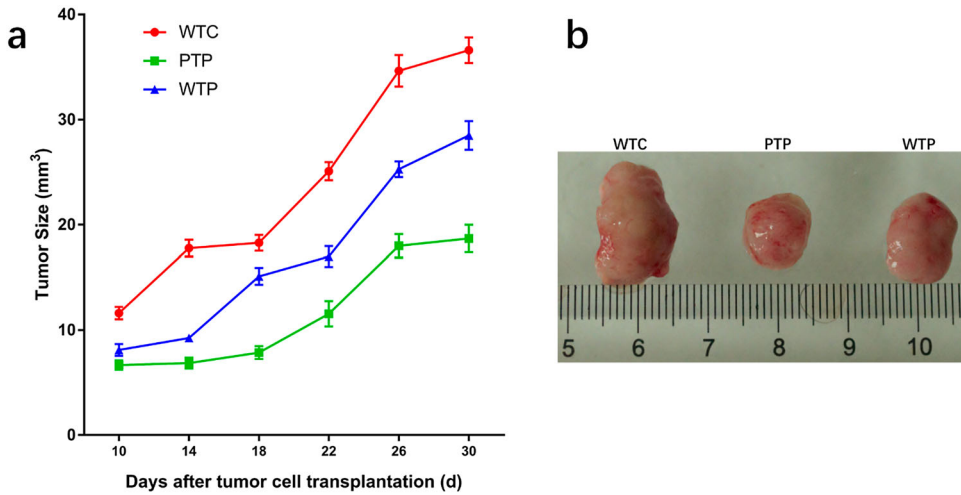 a
b
WTC
PTP
WTP
Tumor Size (mm³)
40
30
20
10
0
10 14 18 22 26 30
Days after tumor cell transplantation (d)
WTC PTP WTP
5 6 7 8 9 10